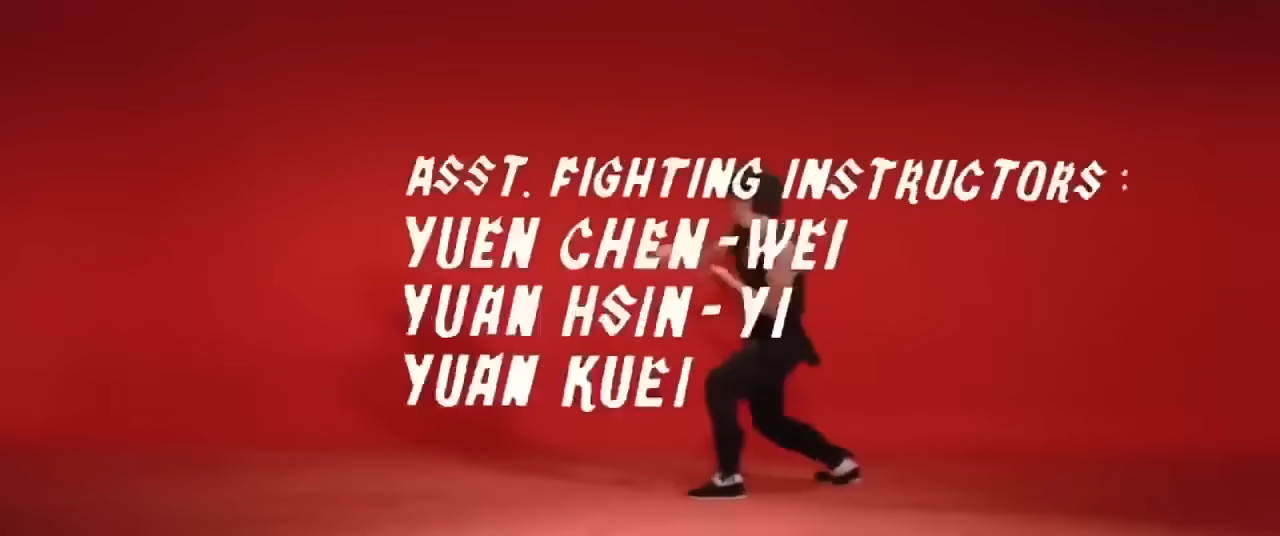 ASST. FIGHTING INSTRUCTORS :
YUEN CHEN-WEI
YUAN HSIN-YI
YUAN KUEI